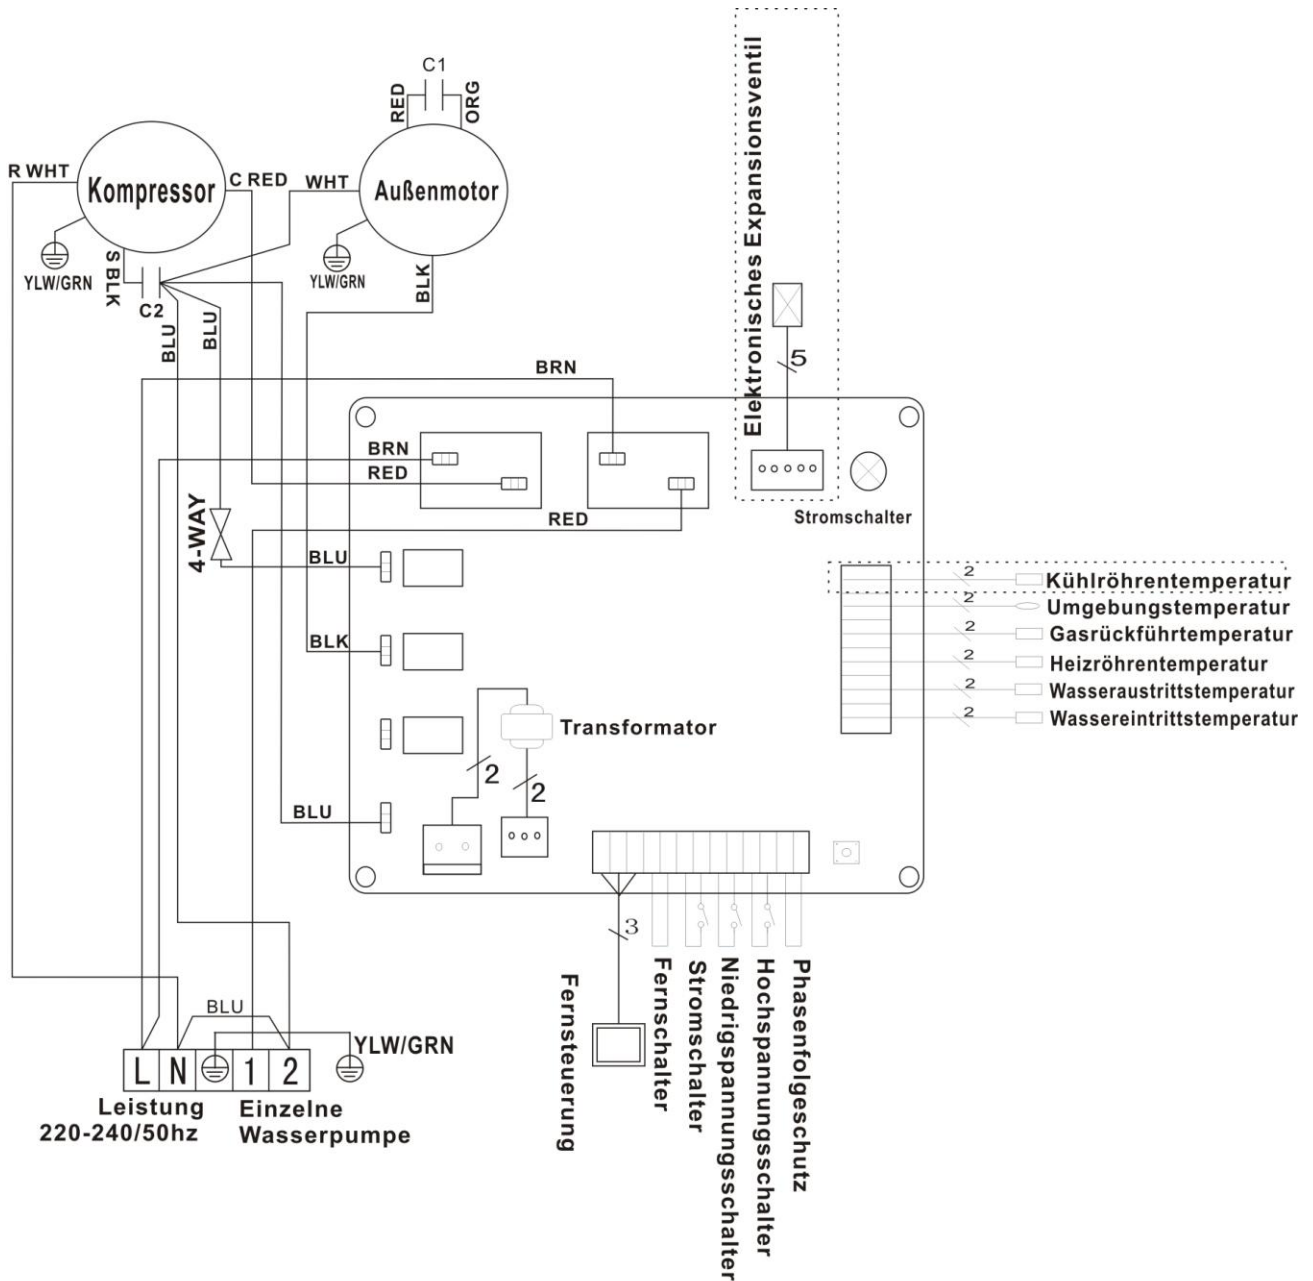 C1
RED
ORG
R WHT
Kompressor
C RED
WHT
Außenmotor
YLW/GRN
S BLK
C2
YLW/GRN
BLK
BLU
BLU
Elektronisches Expansionsventil
5
BRN
BRN
RED
RED
Stromschalter
4-WAY
BLU
BLK
BLU
Transformator
2
2
2
Kühlröhrentemperatur
2
Umgebungstemperatur
2
Gasrückführtemperatur
2
Heizröhrentemperatur
2
Wasseraustrittstemperatur
2
Wassereintrittstemperatur
3
Fernsteuerung
Fernschalter
Stromschalter
Niedrigspannungsschalter
Hochspannungsschalter
Phasenfolgeschutz
BLU
YLW/GRN
L N 1 2
Leistung
220-240/50hz
Einzelne
Wasserpumpe